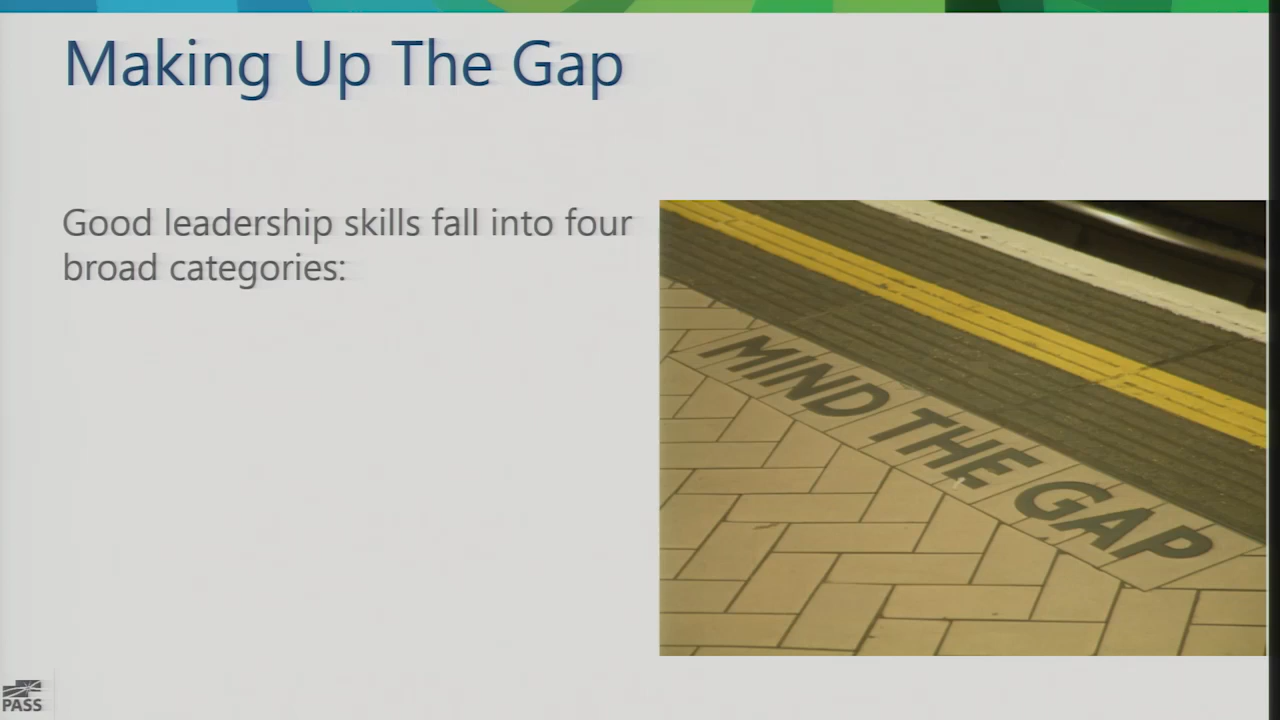 Making Up The Gap
Good leadership skills fall into four
broad categories:
MIND THE GAP
PASS